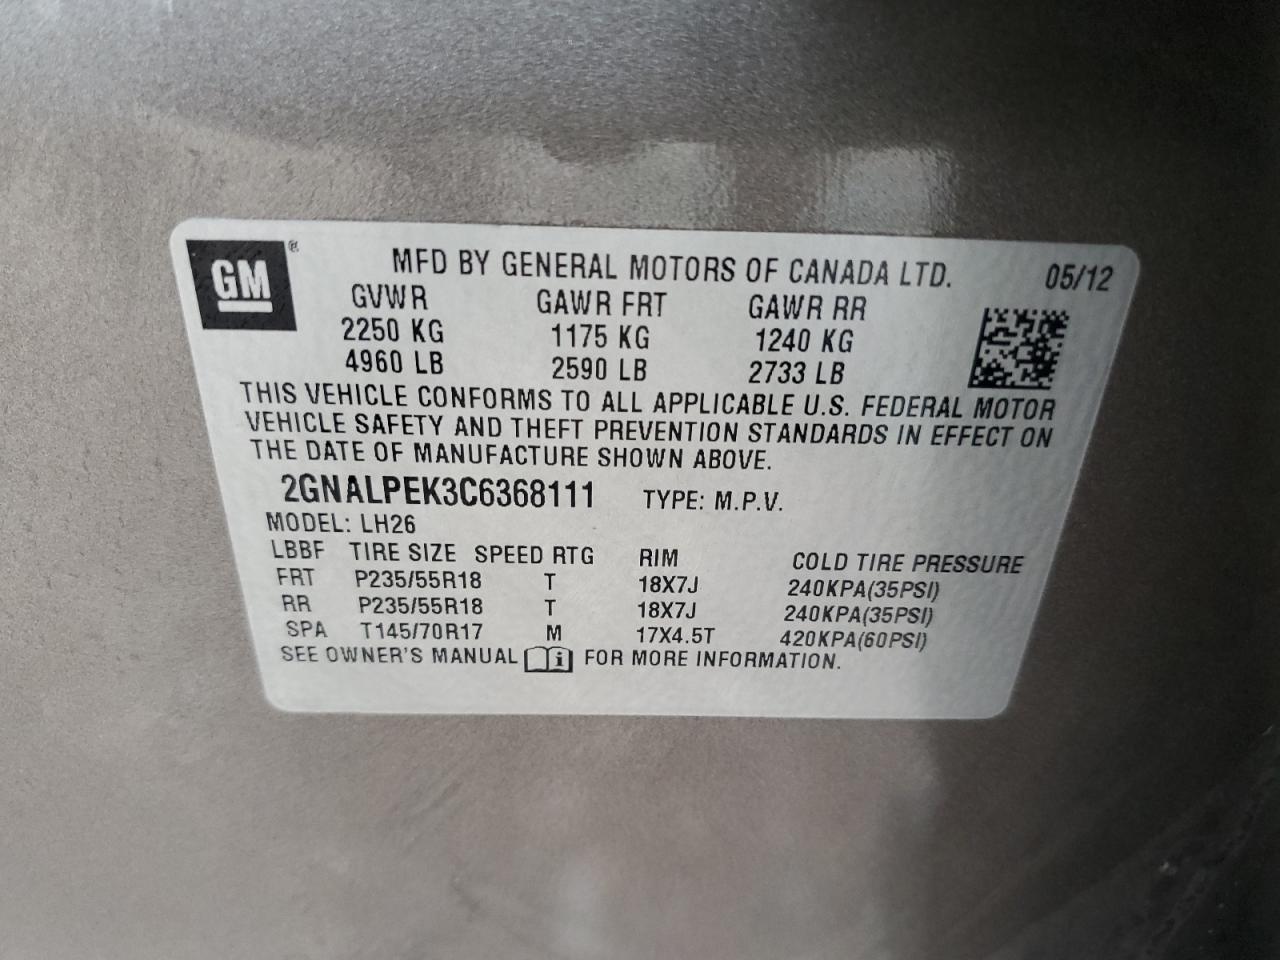 GM ® MFD BY GENERAL MOTORS OF CANADA LTD. 05/12
GVWR GAWR FRT GAWR RR
2250 KG 1175 KG 1240 KG
4960 LB 2590 LB 2733 LB
THIS VEHICLE CONFORMS TO ALL APPLICABLE U.S. FEDERAL MOTOR
VEHICLE SAFETY AND THEFT PREVENTION STANDARDS IN EFFECT ON
THE DATE OF MANUFACTURE SHOWN ABOVE.
2GNALPEK3C6368111 TYPE: M.P.V.
MODEL: LH26
LBBF TIRE SIZE SPEED RTG RIM COLD TIRE PRESSURE
FRT P235/55R18 T 18X7J 240KPA(35PSI)
RR P235/55R18 T 18X7J 240KPA(35PSI)
SPA T145/70R17 M 17X4.5T 420KPA(60PSI)
SEE OWNER'S MANUAL i FOR MORE INFORMATION.